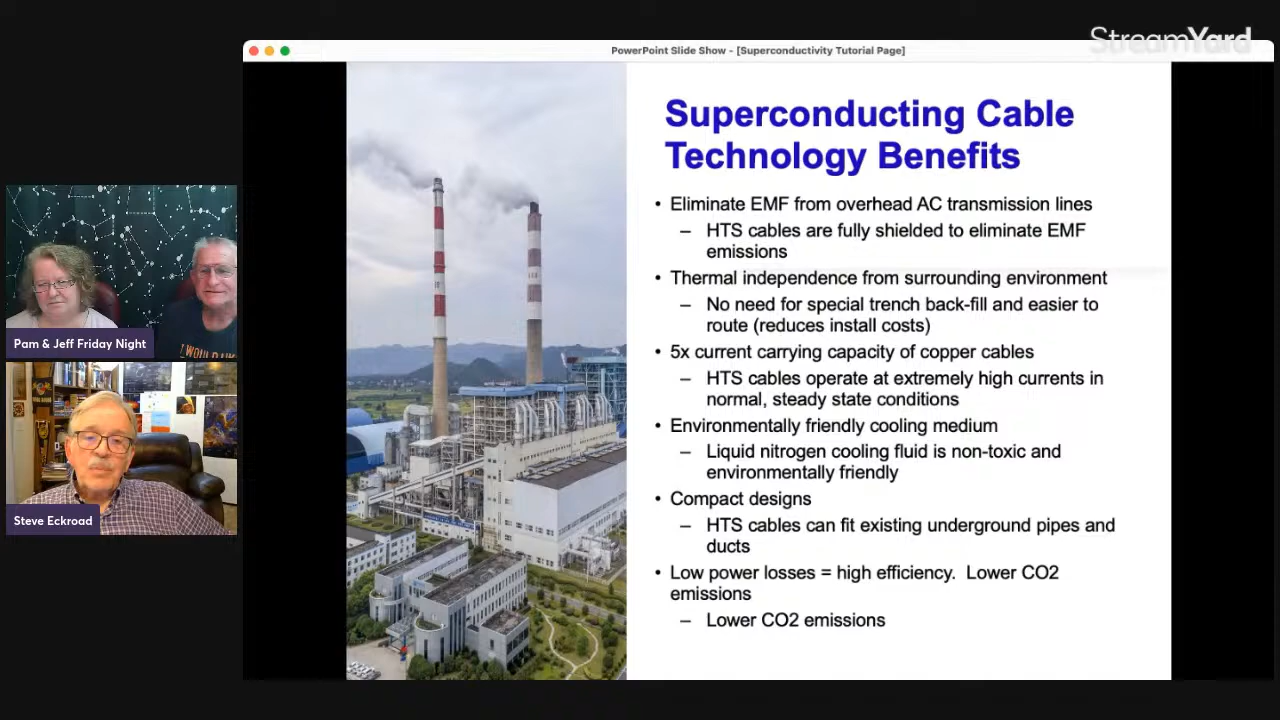 StreamYard
PowerPoint Slide Show - [Superconductivity Tutorial Page]
Superconducting Cable
Technology Benefits
• Eliminate EMF from overhead AC transmission lines
– HTS cables are fully shielded to eliminate EMF
emissions
• Thermal independence from surrounding environment
– No need for special trench back-fill and easier to
route (reduces install costs)
• 5x current carrying capacity of copper cables
– HTS cables operate at extremely high currents in
normal, steady state conditions
• Environmentally friendly cooling medium
– Liquid nitrogen cooling fluid is non-toxic and
environmentally friendly
• Compact designs
– HTS cables can fit existing underground pipes and
ducts
• Low power losses = high efficiency. Lower CO2
emissions
– Lower CO2 emissions
Pam & Jeff Friday Night
Steve Eckroad